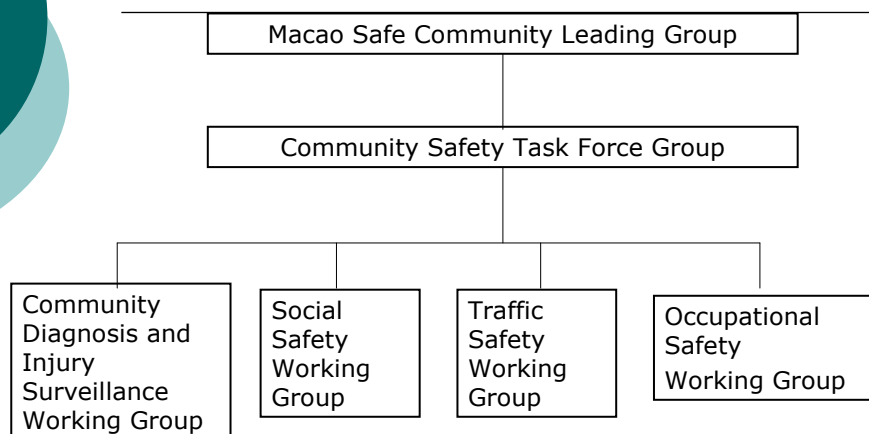 Macao Safe Community Leading Group
Community Safety Task Force Group
Community
Diagnosis and
Injury
Surveillance
Working Group
Social
Safety
Working
Group
Traffic
Safety
Working
Group
Occupational
Safety
Working Group